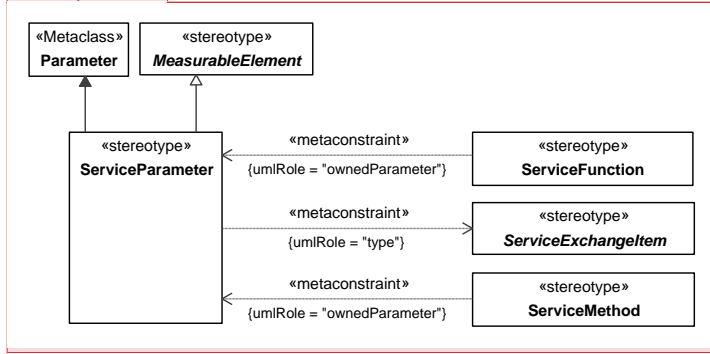 «Metaclass»
Parameter
«stereotype»
MeasurableElement
«stereotype»
ServiceParameter
«metaconstraint»
{umlRole = "ownedParameter"}
«stereotype»
ServiceFunction
«metaconstraint»
{umlRole = "type"}
«stereotype»
ServiceExchangeItem
«metaconstraint»
{umlRole = "ownedParameter"}
«stereotype»
ServiceMethod